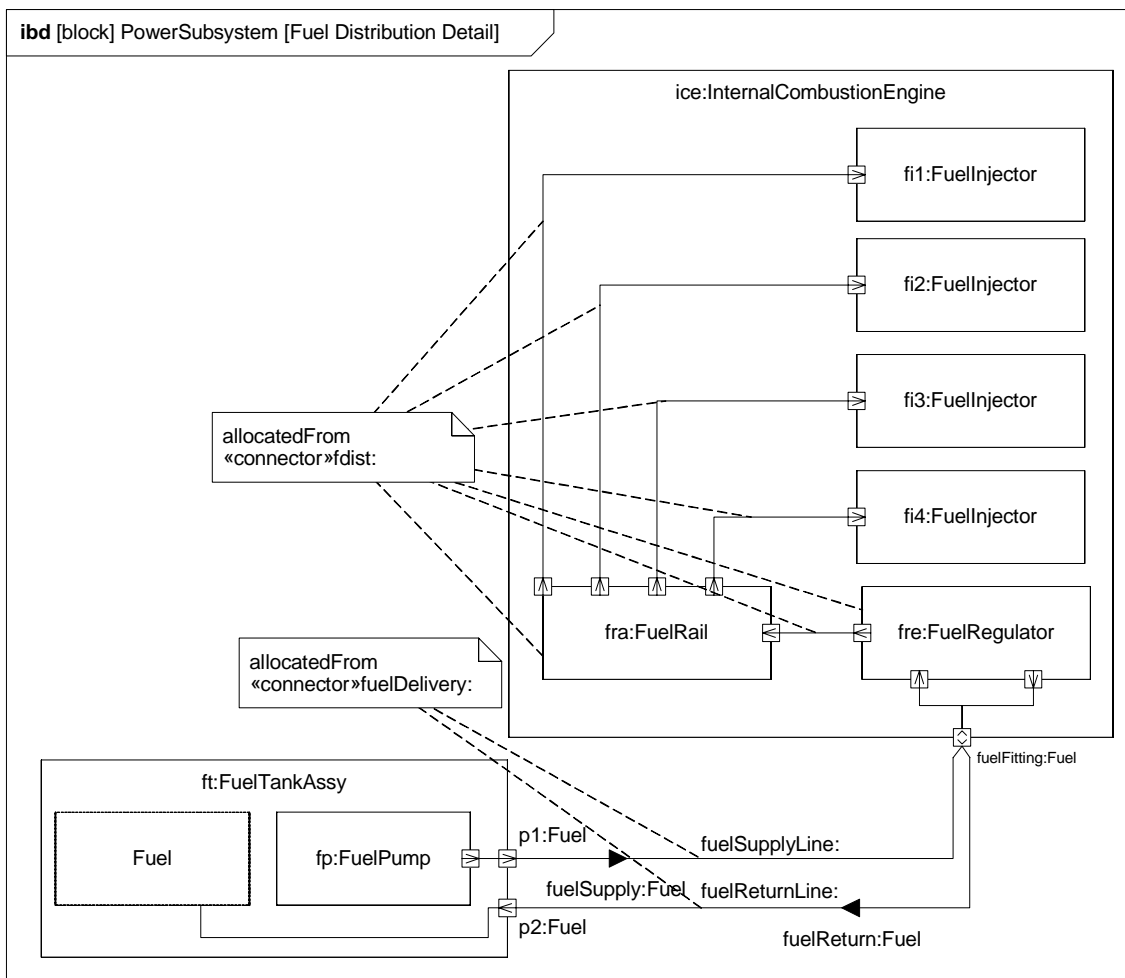 ibd [block] PowerSubsystem [Fuel Distribution Detail]
ice:InternalCombustionEngine
fi1:FuelInjector
fi2:FuelInjector
fi3:FuelInjector
allocatedFrom
«connector»fdist:
fi4:FuelInjector
fra:FuelRail
fre:FuelRegulator
allocatedFrom
«connector»fuelDelivery:
fuelFitting:Fuel
ft:FuelTankAssy
Fuel
fp:FuelPump
p1:Fuel
fuelSupplyLine:
fuelSupply:Fuel
fuelReturnLine:
p2:Fuel
fuelReturn:Fuel